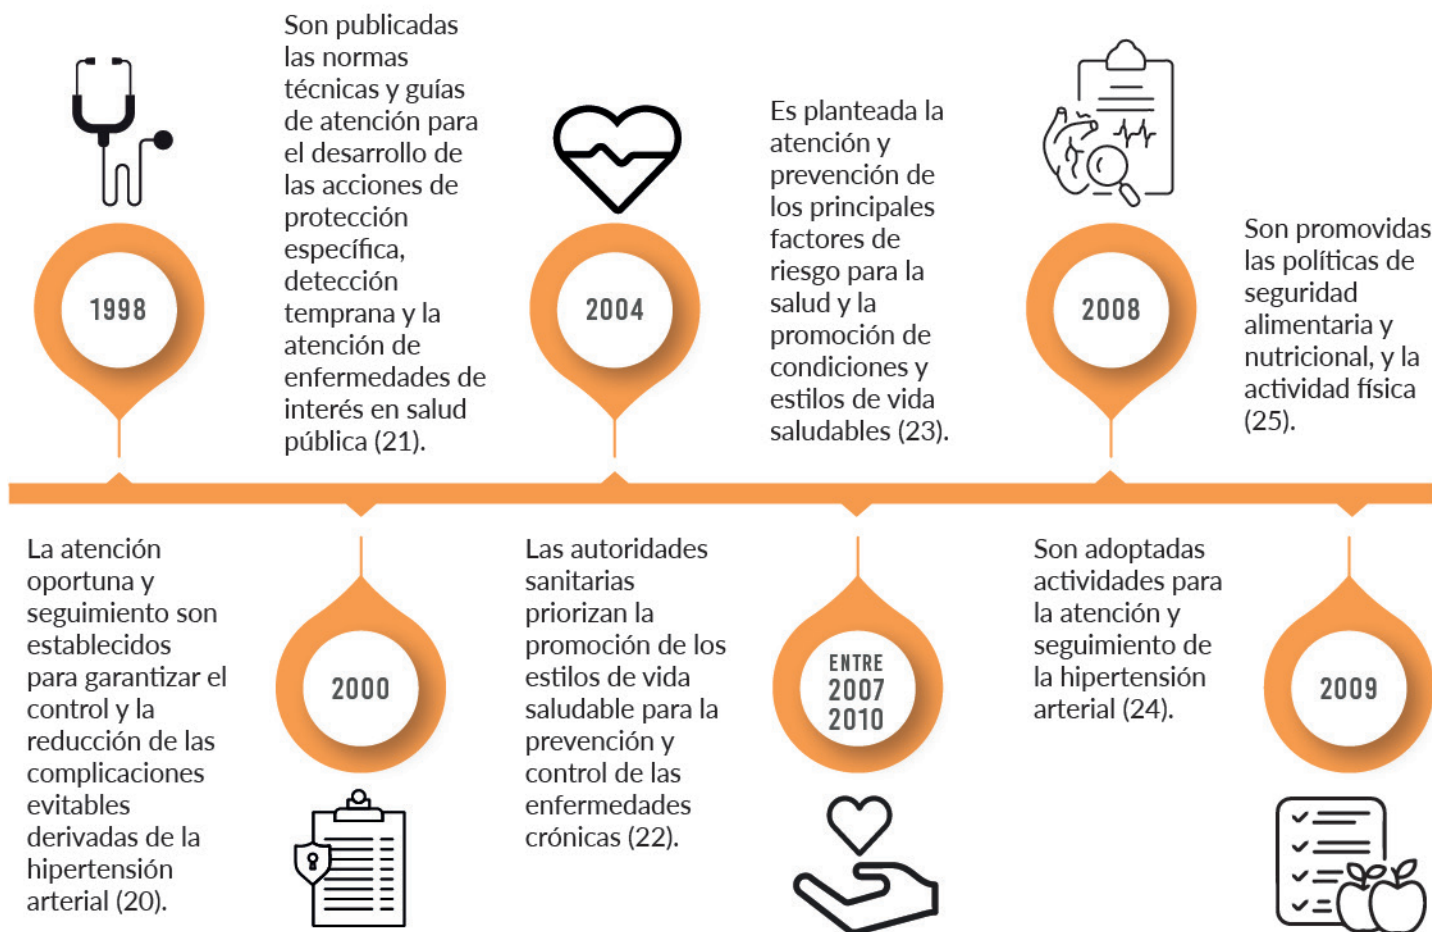 1998
La atención
oportuna y
seguimiento son
establecidos
para garantizar el
control y la
reducción de las
complicaciones
evitables
derivadas de la
hipertensión
arterial (20).
Son publicadas
las normas
técnicas y guías
de atención para
el desarrollo de
las acciones de
protección
específica,
detección
temprana y la
atención de
enfermedades de
interés en salud
pública (21).
2000
2004
Las autoridades
sanitarias
priorizan la
promoción de los
estilos de vida
saludable para la
prevención y
control de las
enfermedades
crónicas (22).
Es planteada la
atención y
prevención de
los principales
factores de
riesgo para la
salud y la
promoción de
condiciones y
estilos de vida
saludables (23).
ENTRE
2007
2010
2008
Son adoptadas
actividades para
la atención y
seguimiento de
la hipertensión
arterial (24).
Son promovidas
las políticas de
seguridad
alimentaria y
nutricional, y la
actividad física
(25).
2009